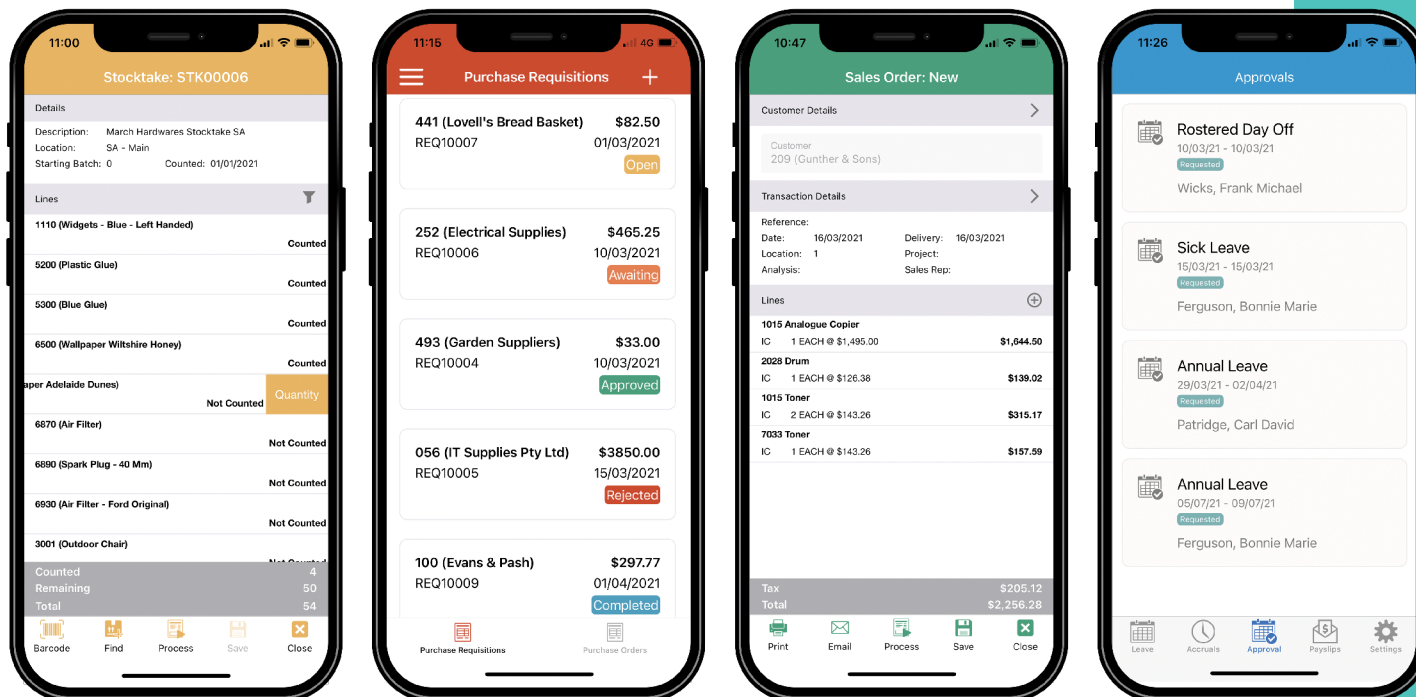 11:00
Stocktake: STK00006
Details
Description: March Hardwares Stocktake SA
Location: SA - Main
Starting Batch: 0 Counted: 01/01/2021
Lines
1110 (Widgets - Blue - Left Handed)
Counted
5200 (Plastic Glue)
Counted
5300 (Blue Glue)
Counted
6500 (Wallpaper Wiltshire Honey)
Counted
aper Adelaide Dunes)
Not Counted
Quantity
6870 (Air Filter)
Not Counted
6890 (Spark Plug - 40 Mm)
Not Counted
6930 (Air Filter - Ford Original)
Not Counted
3001 (Outdoor Chair)
Not Counted
Counted 4
Remaining 50
Total 54
Barcode Find Process Save Close
11:15 4G
Purchase Requisitions +
441 (Lovell's Bread Basket) $82.50
REQ10007 01/03/2021
Open
252 (Electrical Supplies) $465.25
REQ10006 10/03/2021
Awaiting
493 (Garden Suppliers) $33.00
REQ10004 10/03/2021
Approved
056 (IT Supplies Pty Ltd) $3850.00
REQ10005 15/03/2021
Rejected
100 (Evans & Pash) $297.77
REQ10009 01/04/2021
Completed
Purchase Requisitions Purchase Orders
10:47
Sales Order: New
Customer Details
Customer
209 (Gunther & Sons)
Transaction Details
Reference:
Date: 16/03/2021 Delivery: 16/03/2021
Location: 1 Project:
Analysis: Sales Rep:
Lines
1015 Analogue Copier
IC 1 EACH @ $1,495.00 $1,644.50
2028 Drum
IC 1 EACH @ $126.38 $139.02
1015 Toner
IC 2 EACH @ $143.26 $315.17
7033 Toner
IC 1 EACH @ $143.26 $157.59
Tax $205.12
Total $2,256.28
Print Email Process Save Close
11:26
Approvals
Rostered Day Off
10/03/21 - 10/03/21
Requested
Wicks, Frank Michael
Sick Leave
15/03/21 - 15/03/21
Requested
Ferguson, Bonnie Marie
Annual Leave
29/03/21 - 02/04/21
Requested
Patridge, Carl David
Annual Leave
05/07/21 - 09/07/21
Requested
Ferguson, Bonnie Marie
Leave Accruals Approval Payslips Settings